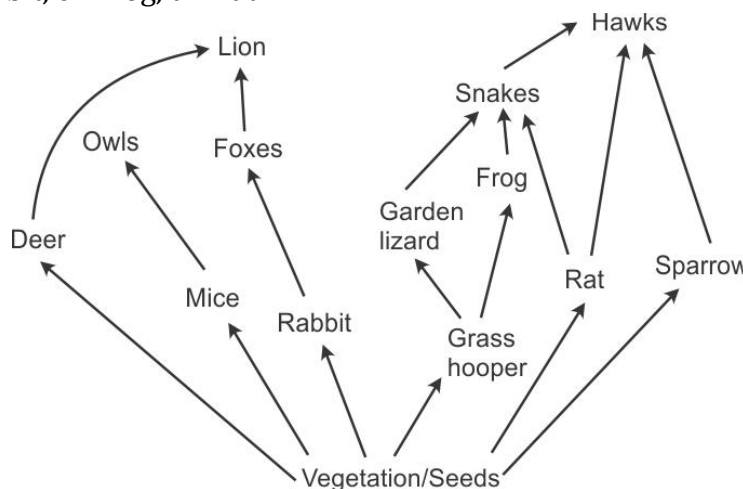 Hawks
Lion
Snakes
Owls
Foxes
Frog
Garden
lizard
Deer
Rat
Sparrow
Mice
Rabbit
Grass
hooper
Vegetation/Seeds